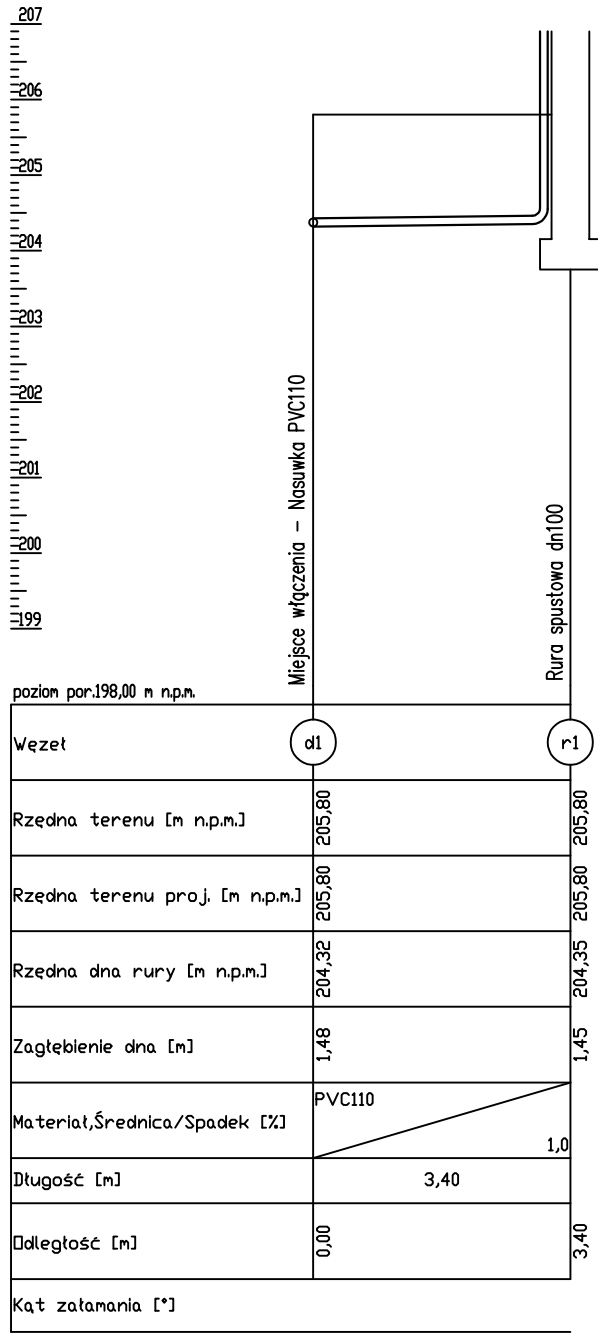 207
206
205
204
203
202
201
200
199
Miejsce włączenia - Nasuwka PVC110
Rura spustowa dn100
poziom por.198,00 m n.p.m.
Węzeł d1 r1
Rzędna terenu [m n.p.m.] 205,80 205,80
Rzędna terenu proj. [m n.p.m.] 205,80 205,80
Rzędna dna rury [m n.p.m.] 204,32 204,35
Zagłębienie dna [m] 1,48 1,45
Materiał,Średnica/Spadek [%] PVC110 1,0
Długość [m] 3,40
Odległość [m] 0,00 3,40
Kąt załamania [°]